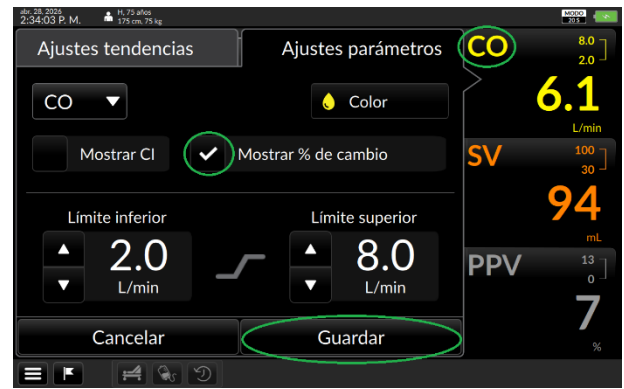 abr. 28, 2026
2:34:03 P. M.
H, 75 años
175 cm, 75 kg
MODO
20 S
Ajustes tendencias
Ajustes parámetros
CO
Color
Mostrar CI
Mostrar % de cambio
Límite inferior
Límite superior
2.0
L/min
8.0
L/min
Cancelar
Guardar
CO
8.0
2.0
6.1
L/min
SV
100
30
94
mL
PPV
13
0
7
%